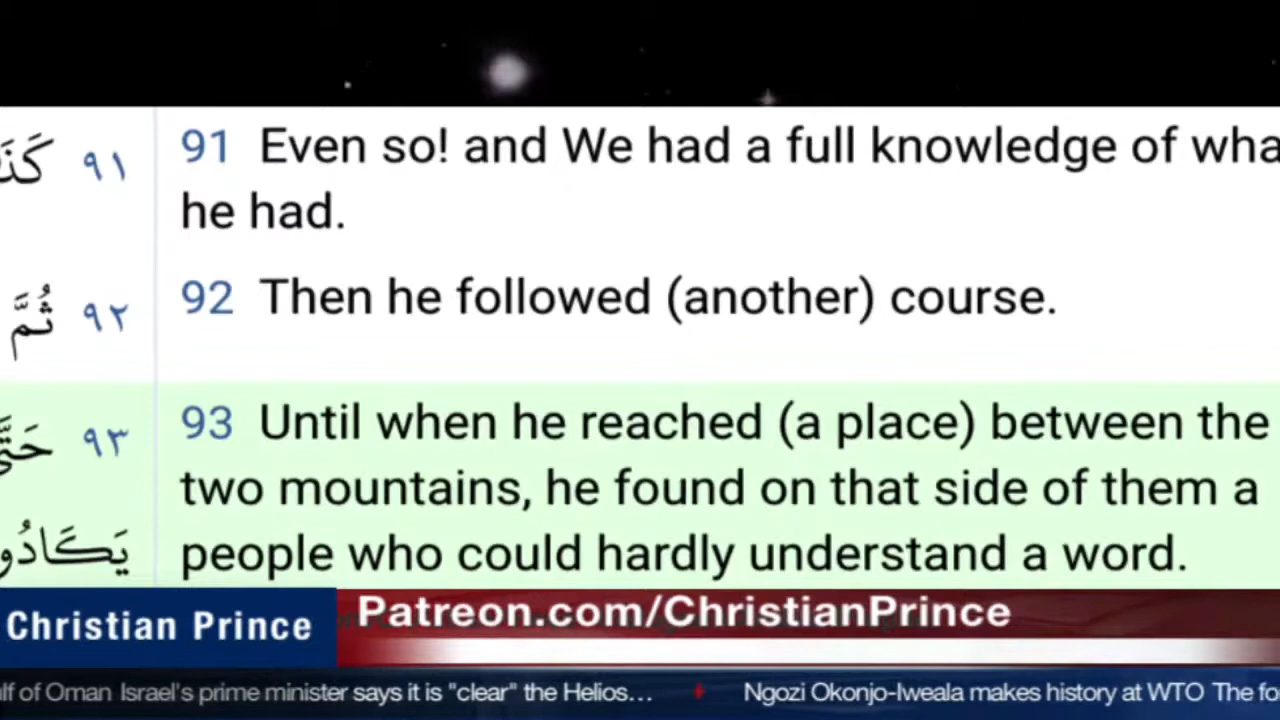 91 Even so! and We had a full knowledge of wha
he had.
٩١ كَذَ
92 Then he followed (another) course.
٩٢ ثُمَّ
93 Until when he reached (a place) between the
two mountains, he found on that side of them a
people who could hardly understand a word.
٩٣ حَتَّى
يَكَادُو
Christian Prince
Patreon.com/ChristianPrince
lf of Oman Israel's prime minister says it is "clear" the Helios... Ngozi Okonjo-Iweala makes history at WTO The fo